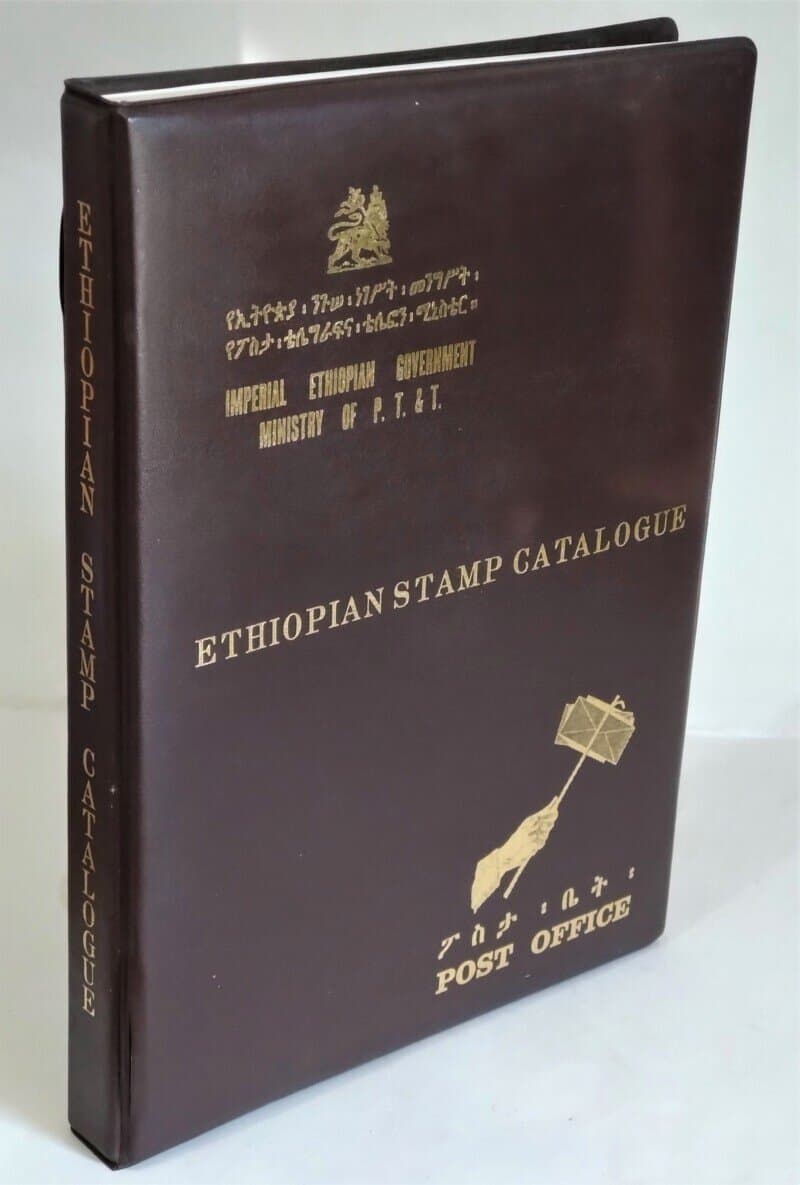 ETHIOPIAN STAMP CATALOGUE
የኢትዮጵያ ፡ ንጉሠ ፡ ነገሥት ፡ መንግሥት ፡
የፖስታ ፡ ቴሌግራፍና ፡ ቴሌፎን ፡ ሚኒስቴር ።
IMPERIAL ETHIOPIAN GOVERNMENT
MINISTRY OF P. T. & T.
ETHIOPIAN STAMP CATALOGUE
ፖስታ ፡ ቤት ፡
POST OFFICE